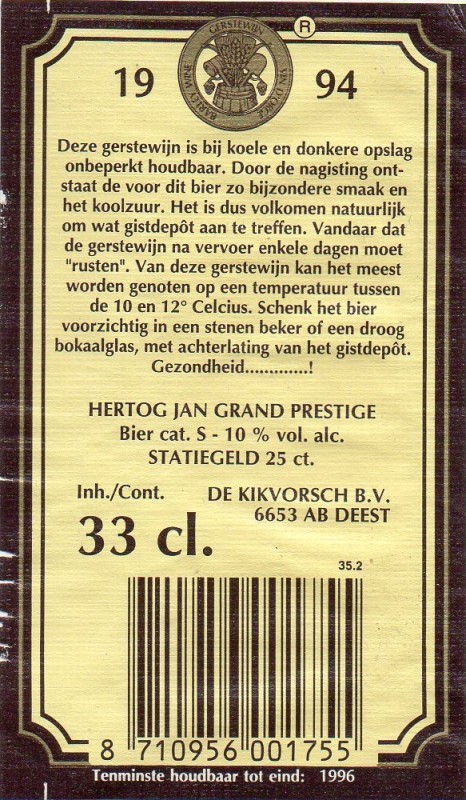 GERSTEWIJN
BARLEY WINE
®
19 94
Deze gerstewijn is bij koele en donkere opslag
onbeperkt houdbaar. Door de nagisting ont-
staat de voor dit bier zo bijzondere smaak en
het koolzuur. Het is dus volkomen natuurlijk
om wat gistdepôt aan te treffen. Vandaar dat
de gerstewijn na vervoer enkele dagen moet
"rusten". Van deze gerstewijn kan het meest
worden genoten op een temperatuur tussen
de 10 en 12° Celcius. Schenk het bier
voorzichtig in een stenen beker of een droog
bokaalglas, met achterlating van het gistdepôt.
Gezondheid.............!
HERTOG JAN GRAND PRESTIGE
Bier cat. S - 10 % vol. alc.
STATIEGELD 25 ct.
Inh./Cont.
33 cl.
DE KIKVORSCH B.V.
6653 AB DEEST
35.2
8 710956 001755
Tenminste houdbaar tot eind: 1996